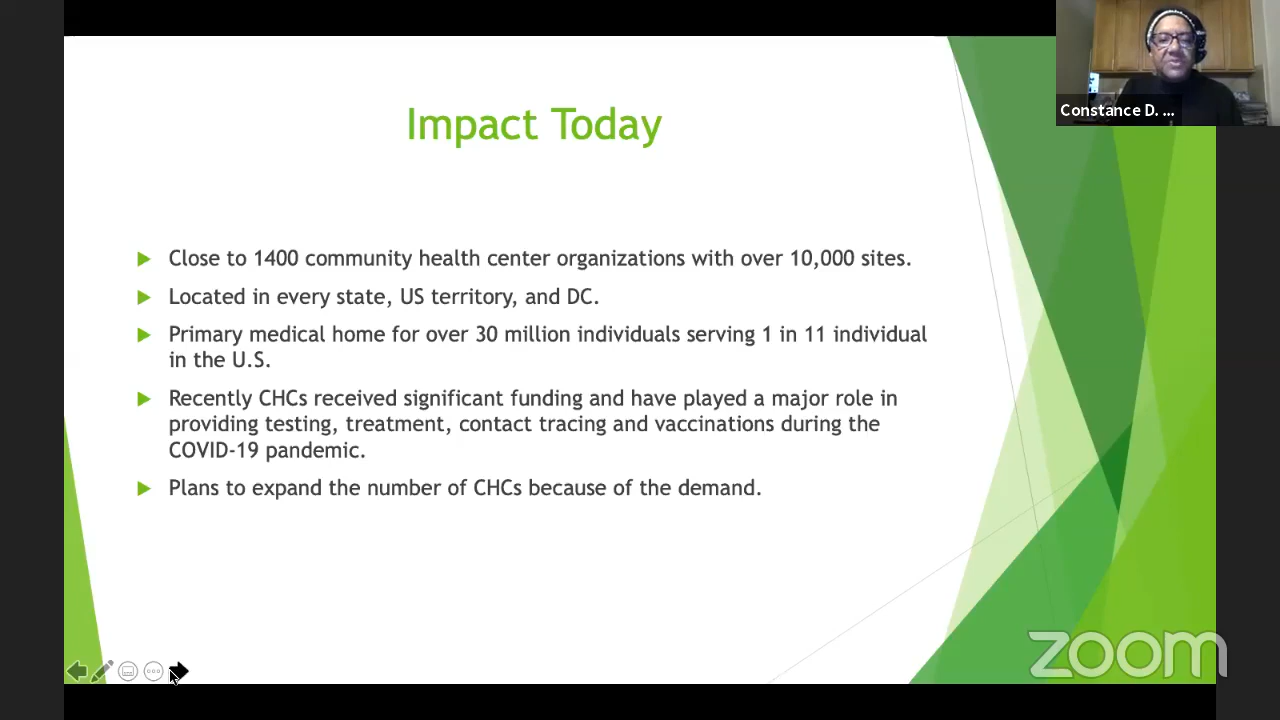 Constance D. ...
Impact Today
Close to 1400 community health center organizations with over 10,000 sites.
Located in every state, US territory, and DC.
Primary medical home for over 30 million individuals serving 1 in 11 individual
in the U.S.
Recently CHCs received significant funding and have played a major role in
providing testing, treatment, contact tracing and vaccinations during the
COVID-19 pandemic.
Plans to expand the number of CHCs because of the demand.
zoom